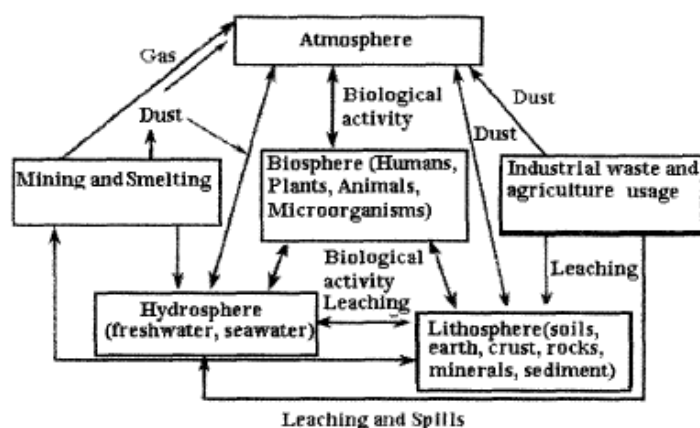 Atmosphere
Gas
Dust
Biological
activity
Dust
Dust
Mining and Smelting
Biosphere (Humans,
Plants, Animals,
Microorganisms)
Industrial waste and
agriculture usage
Biological
activity
Leaching
Leaching
Hydrosphere
(freshwater, seawater)
Lithosphere(soils,
earth, crust, rocks,
minerals, sediment)
Leaching and Spills